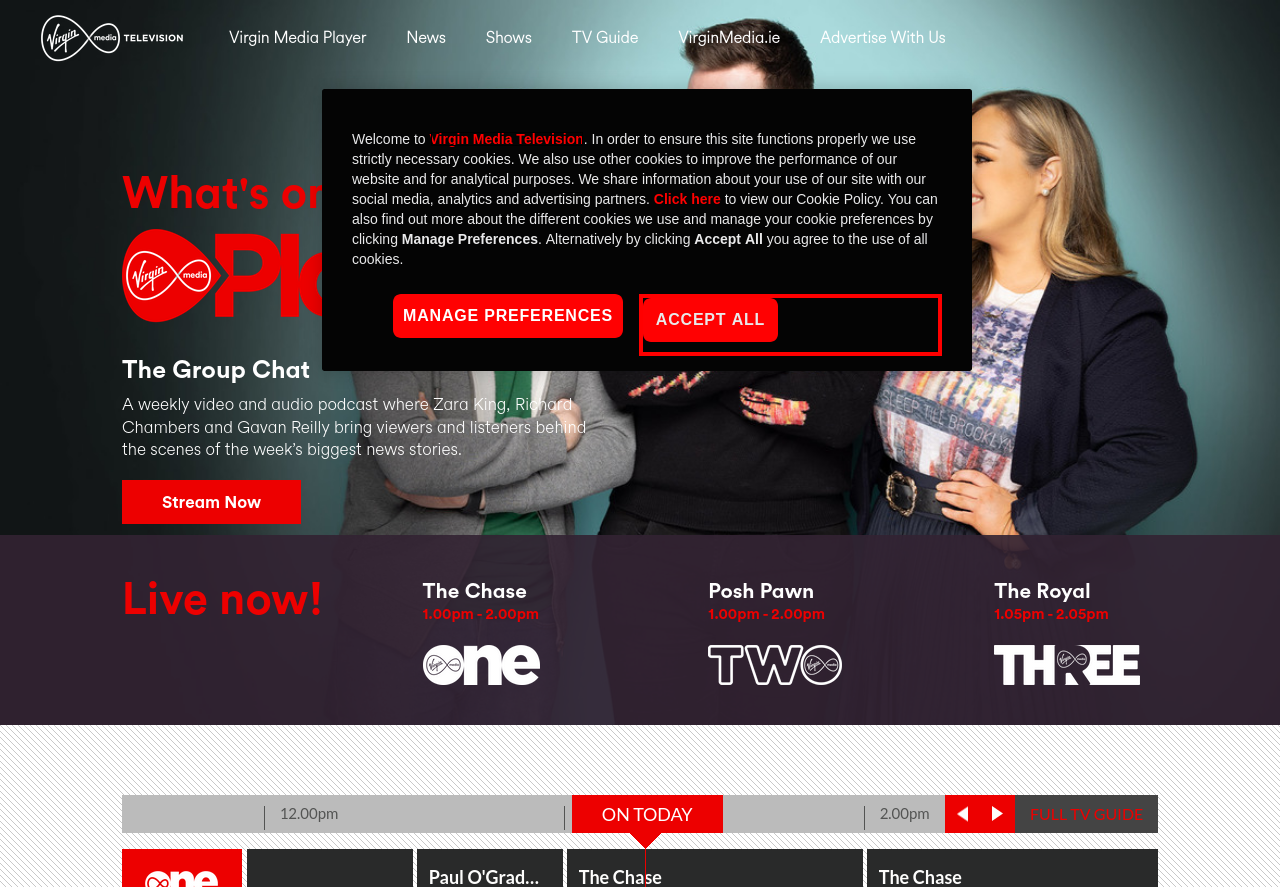 Virgin media TELEVISION
Virgin Media Player News Shows TV Guide VirginMedia.ie Advertise With Us
Welcome to Virgin Media Television. In order to ensure this site functions properly we use
strictly necessary cookies. We also use other cookies to improve the performance of our
website and for analytical purposes. We share information about your use of our site with our
social media, analytics and advertising partners. Click here to view our Cookie Policy. You can
also find out more about the different cookies we use and manage your cookie preferences by
clicking Manage Preferences. Alternatively by clicking Accept All you agree to the use of all
cookies.
MANAGE PREFERENCES ACCEPT ALL
What's on
Virgin media
The Group Chat
A weekly video and audio podcast where Zara King, Richard
Chambers and Gavan Reilly bring viewers and listeners behind
the scenes of the week’s biggest news stories.
Stream Now
SLEEP TILL BROOKLYN
Live now!
The Chase
1.00pm - 2.00pm
Virgin media one
Posh Pawn
1.00pm - 2.00pm
TWO Virgin media
The Royal
1.05pm - 2.05pm
THREE Virgin media
12.00pm ON TODAY 2.00pm FULL TV GUIDE
one Paul O'Grad... The Chase The Chase